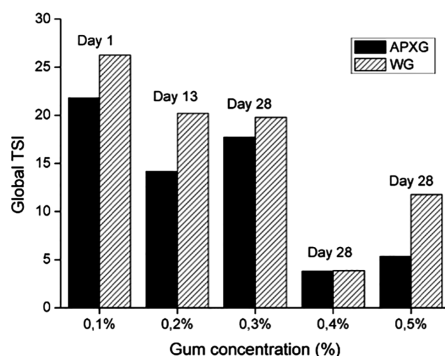 30
25
20
15
10
5
0
Global TSI
Day 1
Day 13
Day 28
Day 28
Day 28
APXG
WG
0,1%
0,2%
0,3%
0,4%
0,5%
Gum concentration (%)